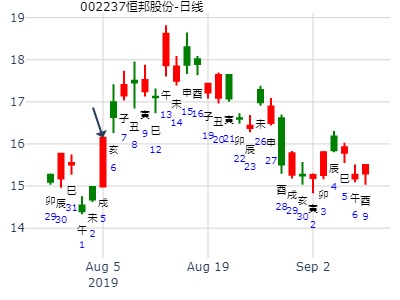 002237恒邦股份-日线
19
18
17
16
15
14
卯
29
辰
30
巳
31
午
1
未
2
戌
5
亥
6
子
7
丑
8
寅
9
巳
12
午
13
未
14
申
15
酉
16
子
19
丑
20
寅
21
卯
22
辰
23
未
26
申
27
酉
28
戌
29
亥
30
寅
2
卯
3
辰
4
巳
5
午
6
酉
9
Aug 5
2019
Aug 19
Sep 2